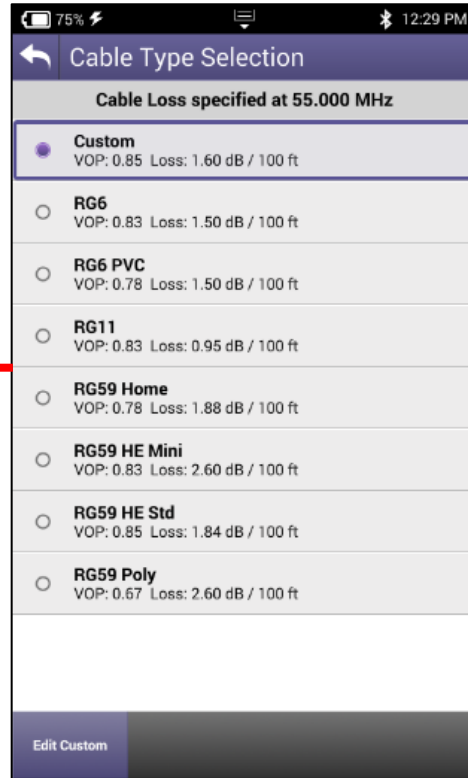 75% 12:29 PM
Cable Type Selection
Cable Loss specified at 55.000 MHz
Custom
VOP: 0.85 Loss: 1.60 dB / 100 ft
RG6
VOP: 0.83 Loss: 1.50 dB / 100 ft
RG6 PVC
VOP: 0.78 Loss: 1.50 dB / 100 ft
RG11
VOP: 0.83 Loss: 0.95 dB / 100 ft
RG59 Home
VOP: 0.78 Loss: 1.88 dB / 100 ft
RG59 HE Mini
VOP: 0.83 Loss: 2.60 dB / 100 ft
RG59 HE Std
VOP: 0.85 Loss: 1.84 dB / 100 ft
RG59 Poly
VOP: 0.67 Loss: 2.60 dB / 100 ft
Edit Custom